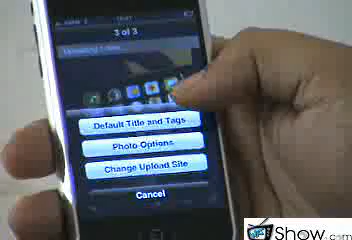 3 of 3
Default Title and Tags
Photo Options
Change Upload Site
Cancel
Show.com